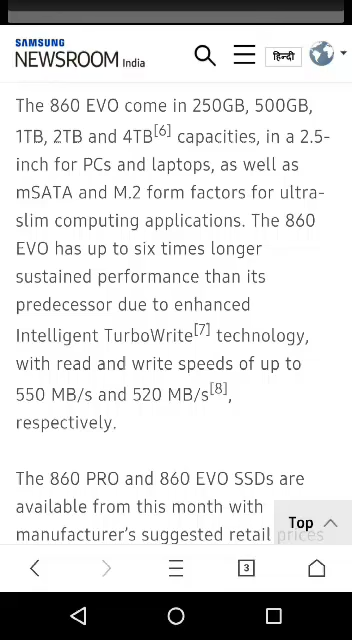 SAMSUNG
NEWSROOM India
हिन्दी
The 860 EVO come in 250GB, 500GB,
1TB, 2TB and 4TB[6] capacities, in a 2.5-
inch for PCs and laptops, as well as
mSATA and M.2 form factors for ultra-
slim computing applications. The 860
EVO has up to six times longer
sustained performance than its
predecessor due to enhanced
Intelligent TurboWrite[7] technology,
with read and write speeds of up to
550 MB/s and 520 MB/s[8],
respectively.
The 860 PRO and 860 EVO SSDs are
available from this month with
manufacturer's suggested retail prices
Top
3